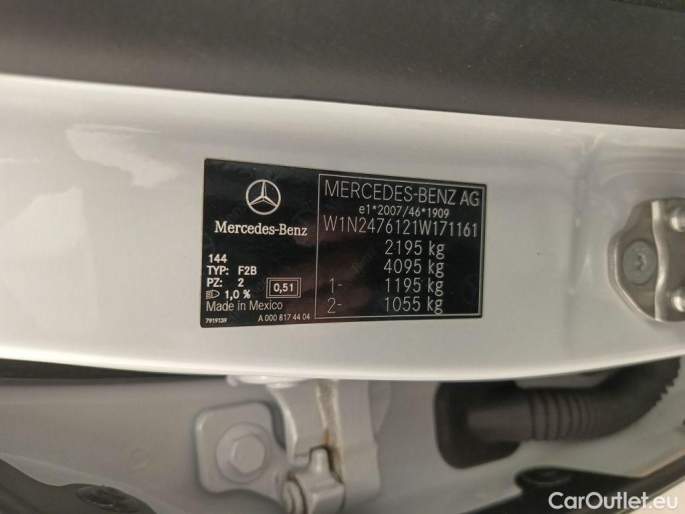 MERCEDES-BENZ AG
e1*2007/46*1909
W1N2476121W171161
2195 kg
4095 kg
1- 1195 kg
2- 1055 kg
Mercedes-Benz
144
TYP: F2B
PZ: 2
1,0% 0,51
Made in Mexico
7919139 A 000 817 44 04
CarOutlet.eu